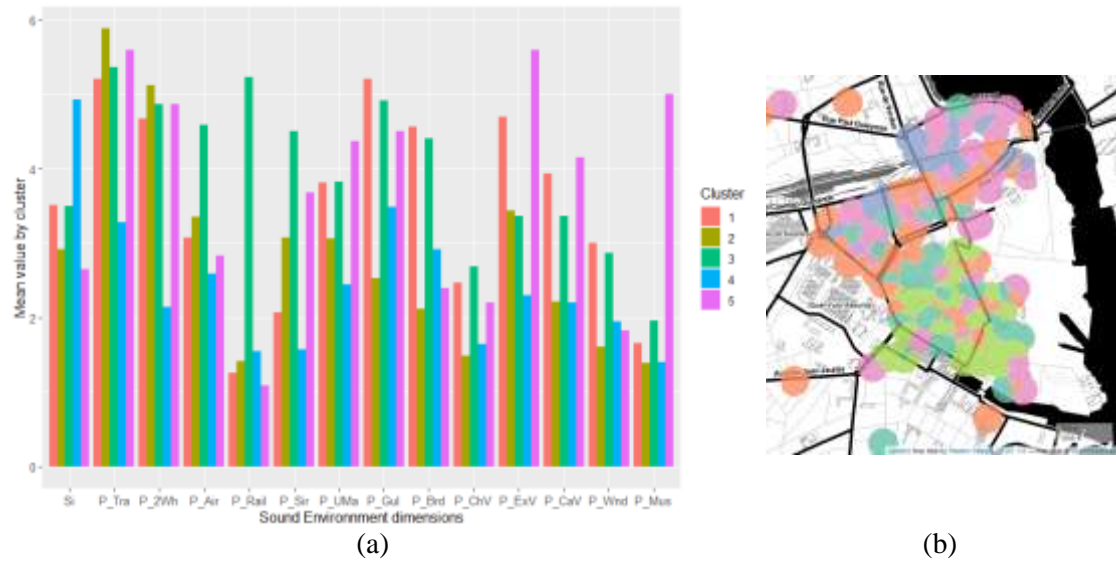 6
4
2
0
Mean value by cluster
Si P_Tra P_2Wh P_Air P_Rail P_Sir P_UMa P_Gul P_Brd P_ChV P_ExV P_CaV P_Wnd P_Mus
Sound Environnment dimensions
Cluster
1
2
3
4
5
(a)
(b)